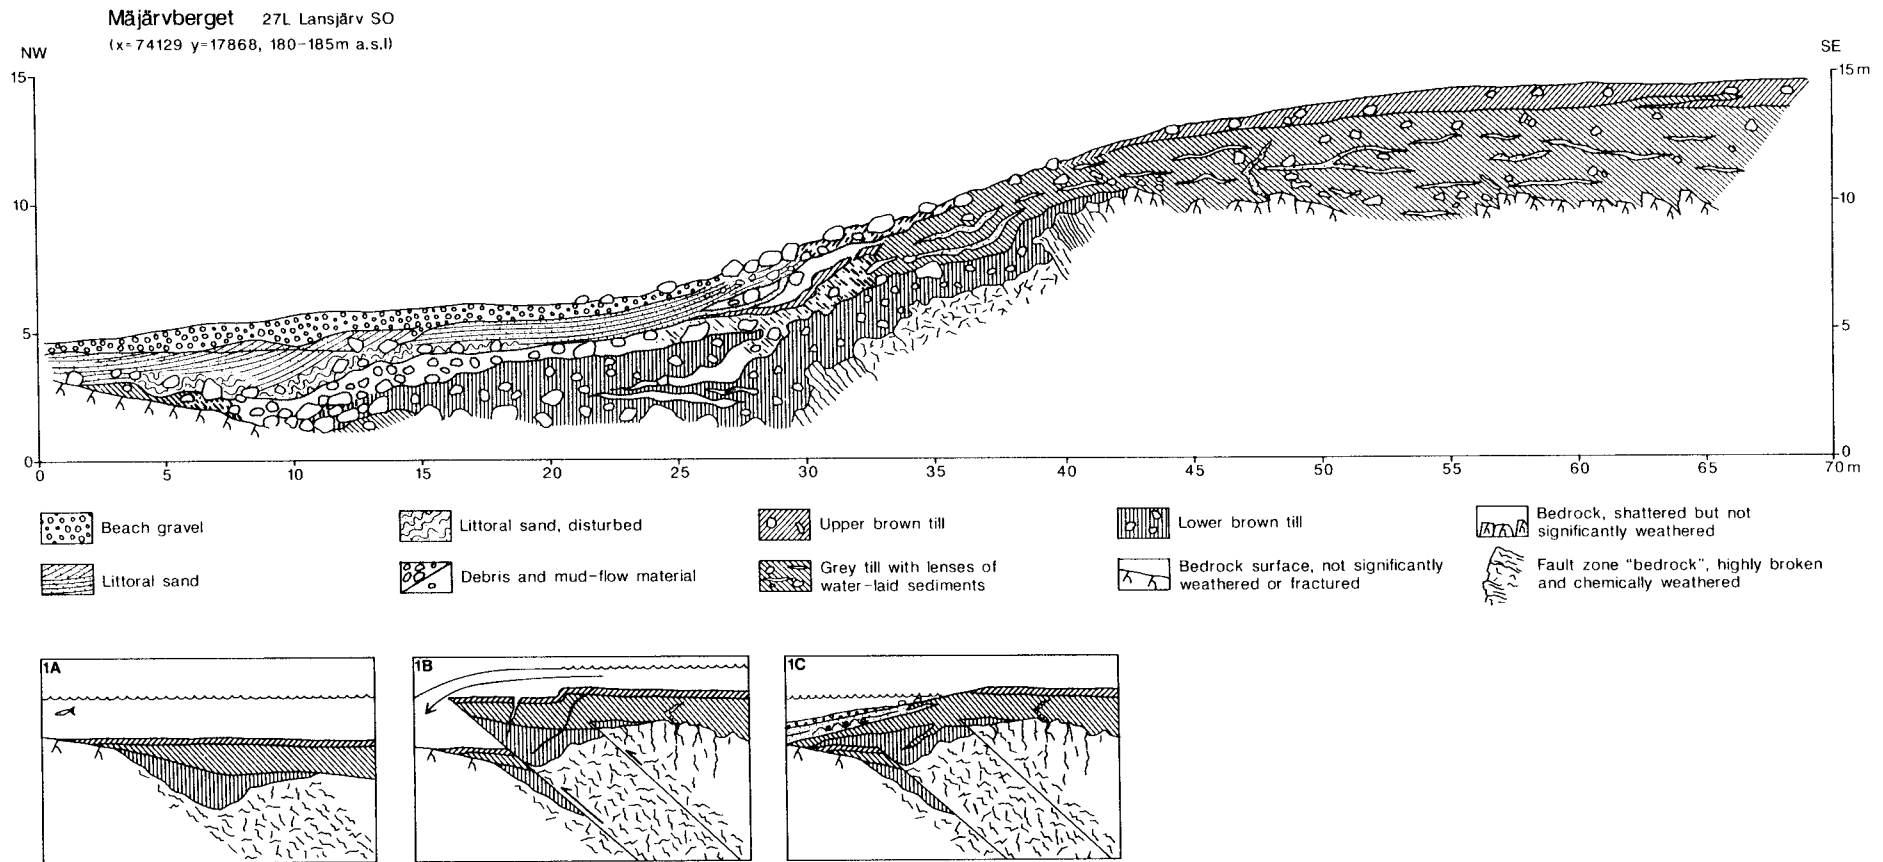 Mäjärvberget 27L Lansjärv SO
(x=74129 y=17868, 180-185m a.s.l)
NW
SE
15
15 m
10
10
5
5
0
0
0 5 10 15 20 25 30 35 40 45 50 55 60 65 70 m
Beach gravel
Littoral sand
Littoral sand, disturbed
Debris and mud-flow material
Upper brown till
Grey till with lenses of
water-laid sediments
Lower brown till
Bedrock surface, not significantly
weathered or fractured
Bedrock, shattered but not
significantly weathered
Fault zone "bedrock", highly broken
and chemically weathered
1A
1B
1C